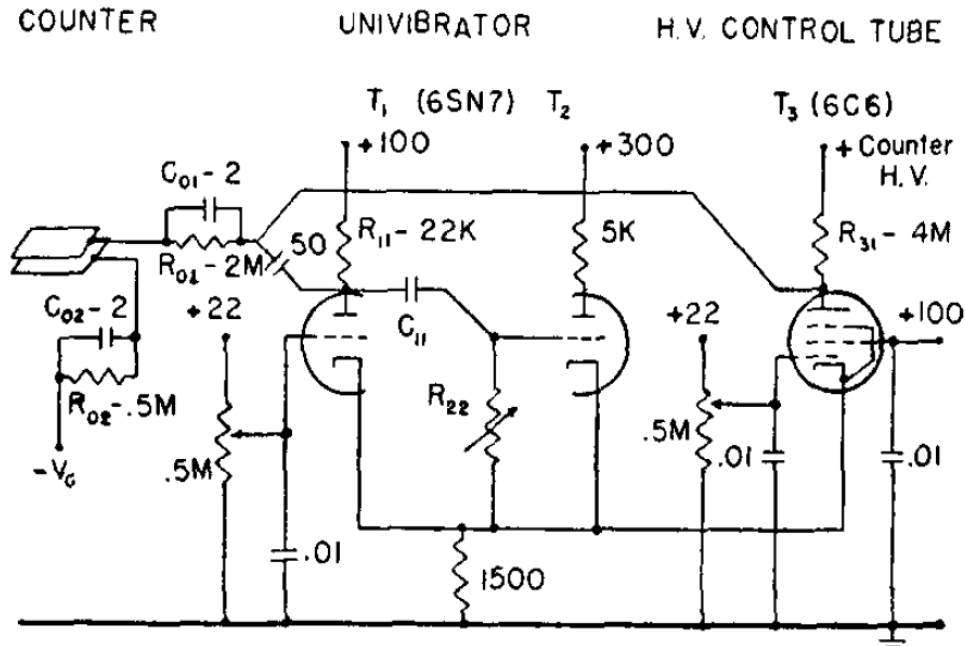 COUNTER
UNIVIBRATOR
H.V. CONTROL TUBE
T₁ (6SN7) T₂
T₃ (6C6)
+100
+300
+ Counter
H.V.
C₀₁-2
R₀₁-2M
50
R₁₁-22K
5K
R₃₁-4M
C₀₂-2
+22
C₁₁
+22
+100
R₀₂-.5M
R₂₂
.5M
.5M
.01
.01
-V_G
.01
1500